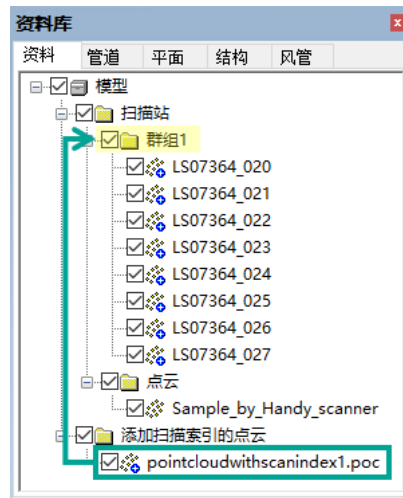 资料库
资料 管道 平面 结构 风管
模型
扫描站
群组1
LS07364_020
LS07364_021
LS07364_022
LS07364_023
LS07364_024
LS07364_025
LS07364_026
LS07364_027
点云
Sample_by_Handy_scanner
添加扫描索引的点云
pointcloudwithscanindex1.poc